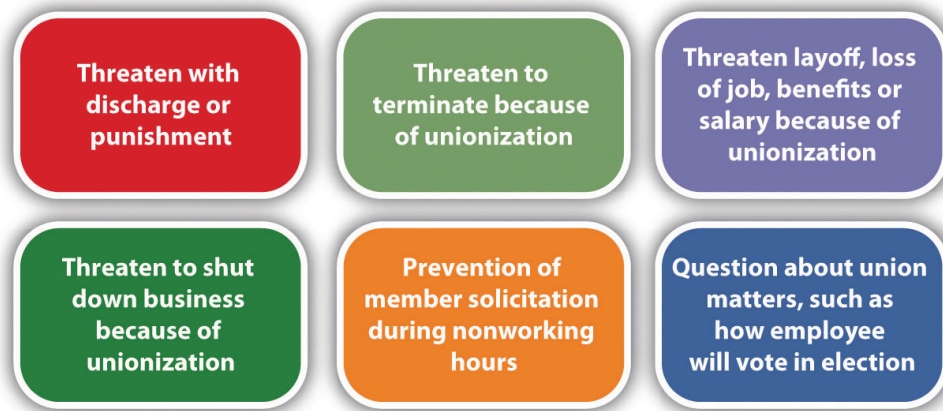 Threaten with
discharge or
punishment
Threaten to
terminate because
of unionization
Threaten layoff, loss
of job, benefits or
salary because of
unionization
Threaten to shut
down business
because of
unionization
Prevention of
member solicitation
during nonworking
hours
Question about union
matters, such as
how employee
will vote in election